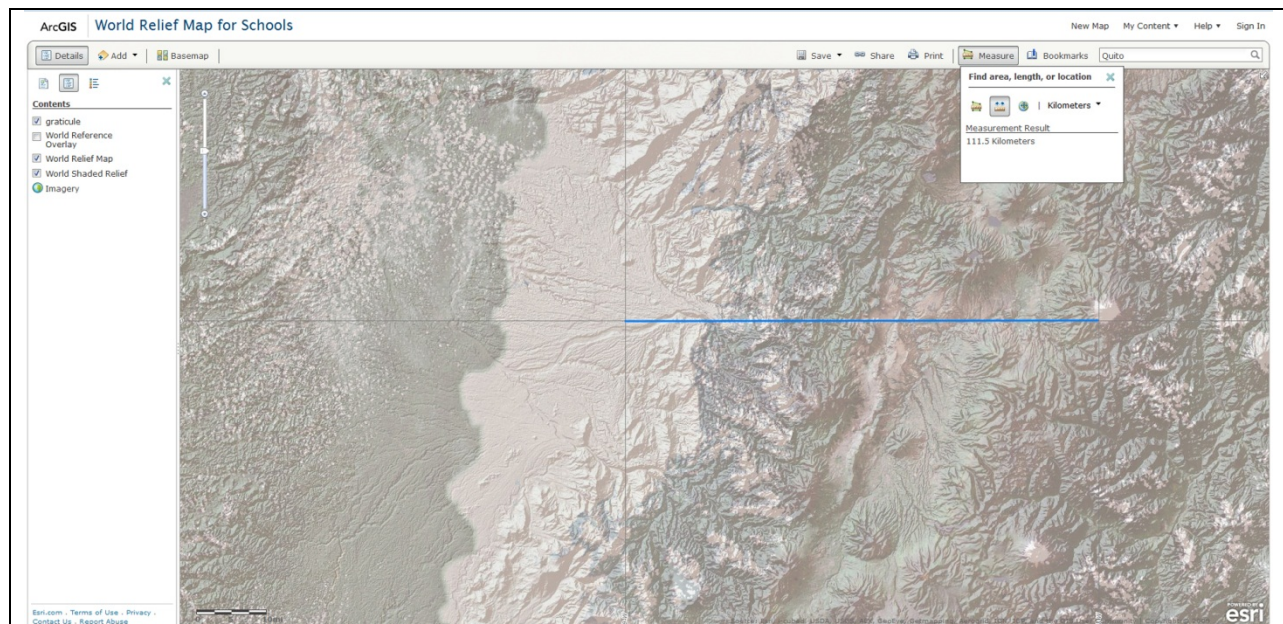 ArcGIS World Relief Map for Schools
New Map My Content Help Sign In
Details Add Basemap
Save Share Print Measure Bookmarks Quito
Find area, length, or location
Kilometers
Measurement Result
111.5 Kilometers
Contents
graticule
World Reference
Overlay
World Relief Map
World Shaded Relief
Imagery
Esri.com . Terms of Use . Privacy .
Contact Us . Report Abuse
POWERED BY
esri